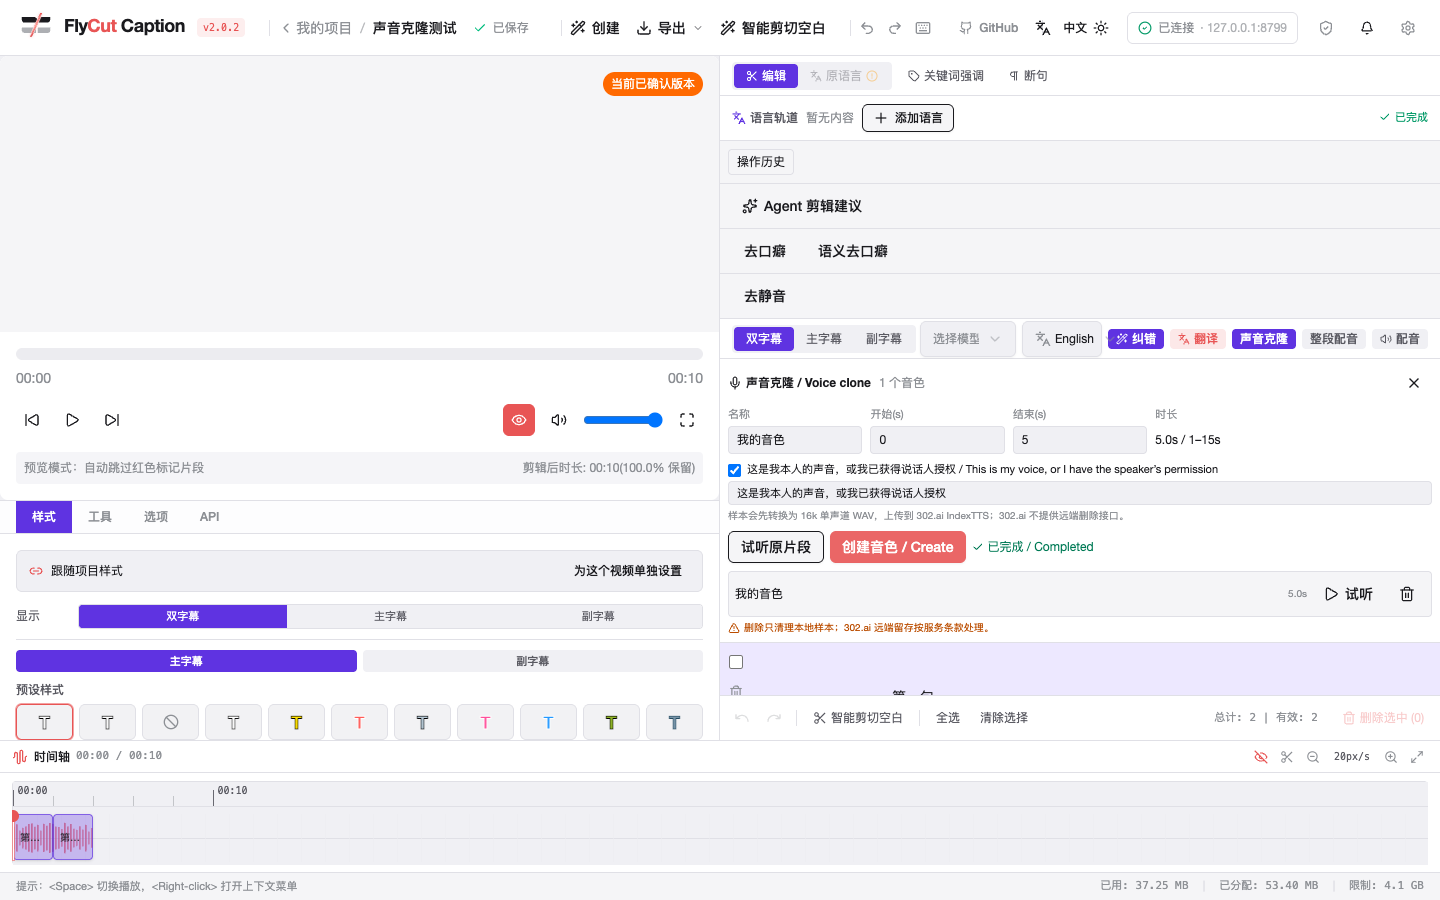 FlyCut Caption v2.0.2 我的项目 / 声音克隆测试 已保存 创建 导出 智能剪切空白 GitHub 中文 已连接 · 127.0.0.1:8799
当前已确认版本
00:00 00:10
预览模式：自动跳过红色标记片段 剪辑后时长: 00:10(100.0% 保留)
样式 工具 选项 API
跟随项目样式 为这个视频单独设置
显示 双字幕 主字幕 副字幕
主字幕 副字幕
预设样式
T T T T T T T T T T
编辑 原语言 关键词强调 断句
语言轨道 暂无内容 添加语言 已完成
操作历史
Agent 剪辑建议
去口癖 语义去口癖
去静音
双字幕 主字幕 副字幕 选择模型 English 纠错 翻译 声音克隆 整段配音 配音
声音克隆 / Voice clone 1 个音色
名称 开始(s) 结束(s) 时长
我的音色 0 5 5.0s / 1–15s
这是我本人的声音，或我已获得说话人授权 / This is my voice, or I have the speaker's permission
这是我本人的声音，或我已获得说话人授权
样本会先转换为 16k 单声道 WAV，上传到 302.ai IndexTTS；302.ai 不提供远端删除接口。
试听原片段 创建音色 / Create 已完成 / Completed
我的音色 5.0s 试听
删除只清理本地样本；302.ai 远端留存按服务条款处理。
智能剪切空白 全选 清除选择 总计: 2 | 有效: 2 删除选中 (0)
时间轴 00:00 / 00:10 20px/s
00:00 00:10
第... 第...
提示：<Space> 切换播放，<Right-click> 打开上下文菜单 已用: 37.25 MB 已分配: 53.40 MB 限制: 4.1 GB